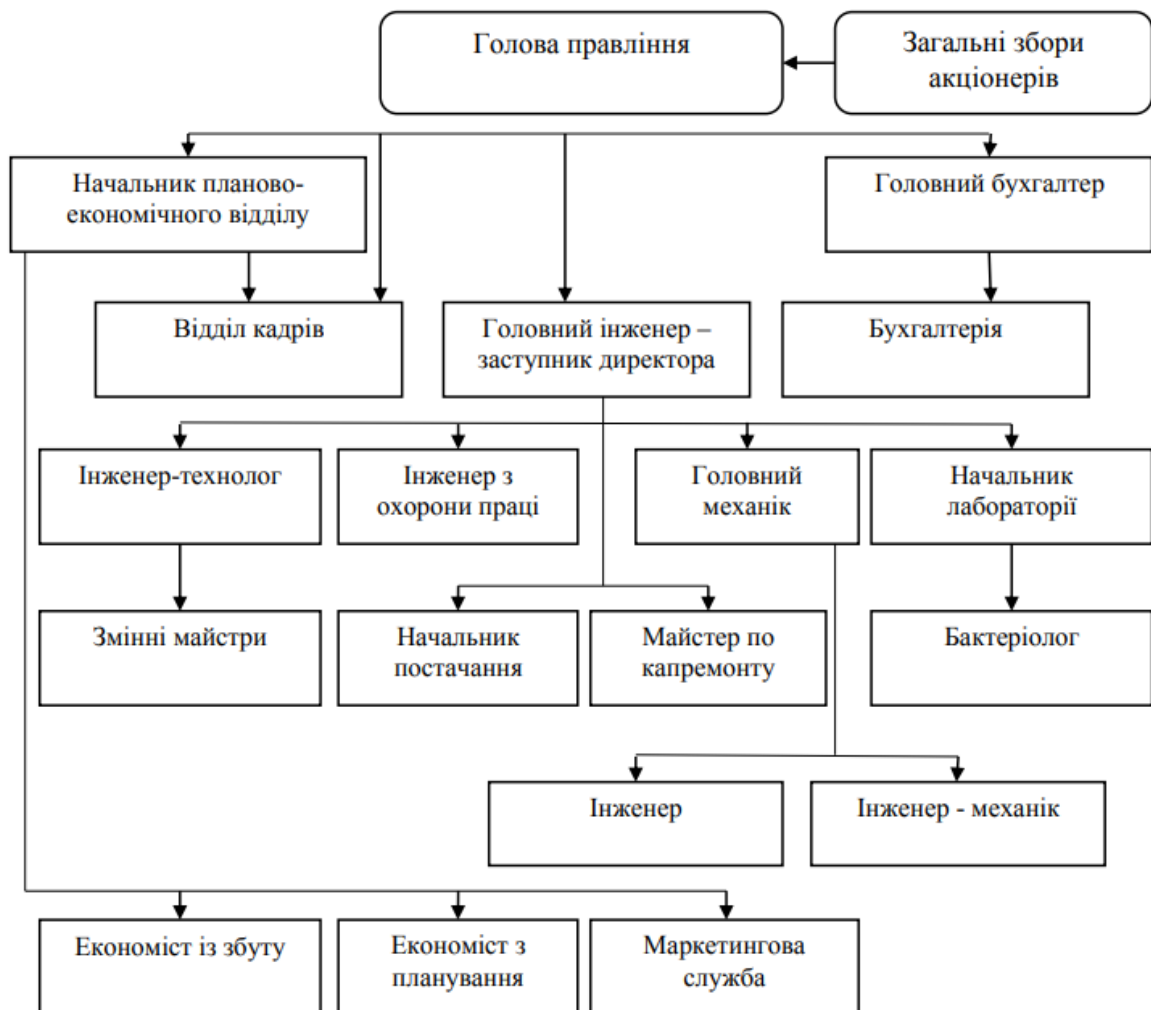 Голова правління
Загальні збори
акціонерів
Начальник планово-
економічного відділу
Головний бухгалтер
Відділ кадрів
Головний інженер –
заступник директора
Бухгалтерія
Інженер-технолог
Інженер з
охорони праці
Головний
механік
Начальник
лабораторії
Змінні майстри
Начальник
постачання
Майстер по
капремонту
Бактеріолог
Інженер
Інженер - механік
Економіст із збуту
Економіст з
планування
Маркетингова
служба